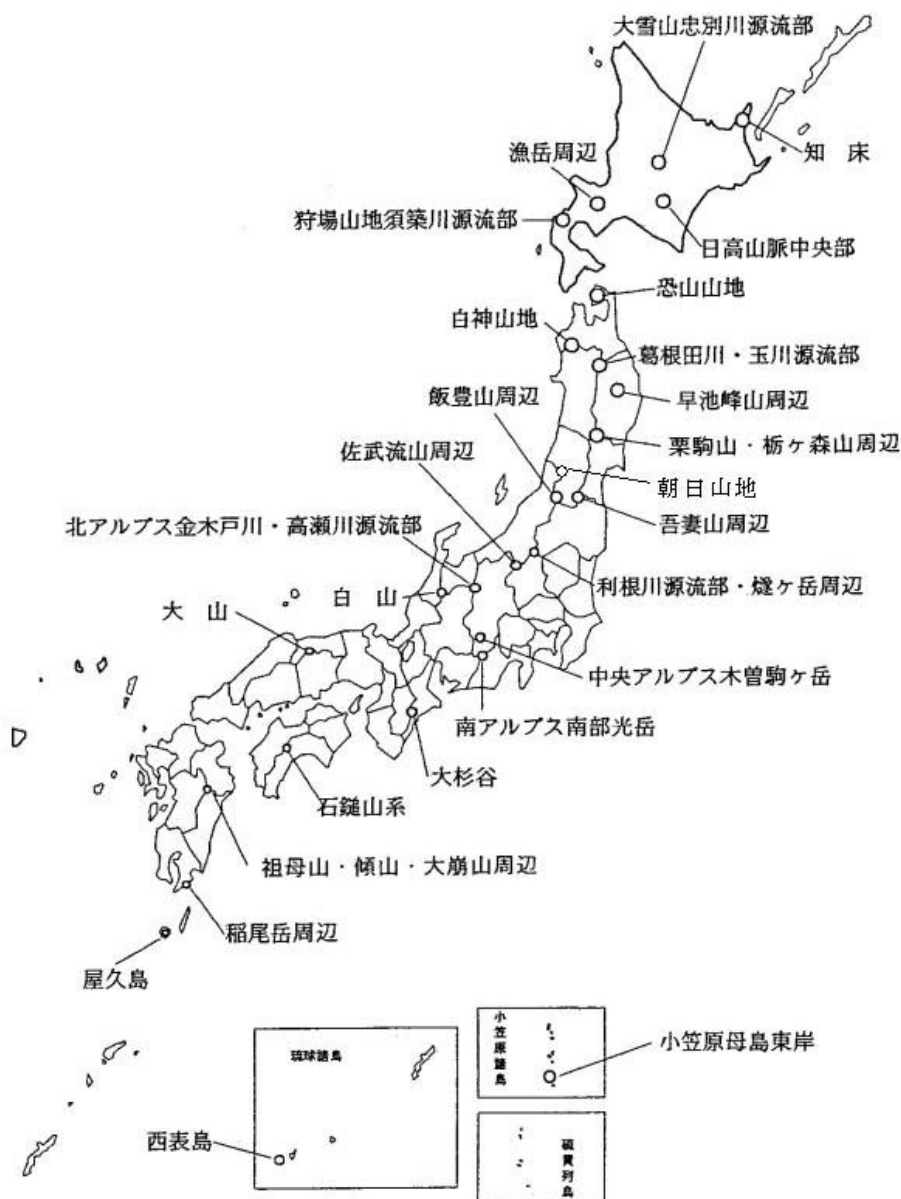 大雪山忠別川源流部
知 床
漁岳周辺
狩場山地須築川源流部
日高山脈中央部
恐山山地
白神山地
葛根田川・玉川源流部
飯豊山周辺
早池峰山周辺
佐武流山周辺
栗駒山・栃ヶ森山周辺
朝日山地
北アルプス金木戸川・高瀬川源流部
吾妻山周辺
利根川源流部・燧ヶ岳周辺
白 山
大 山
中央アルプス木曽駒ヶ岳
南アルプス南部光岳
大杉谷
石鎚山系
祖母山・傾山・大崩山周辺
稲尾岳周辺
屋久島
小笠原諸島
小笠原母島東岸
琉球諸島
西表島
硫黄列島